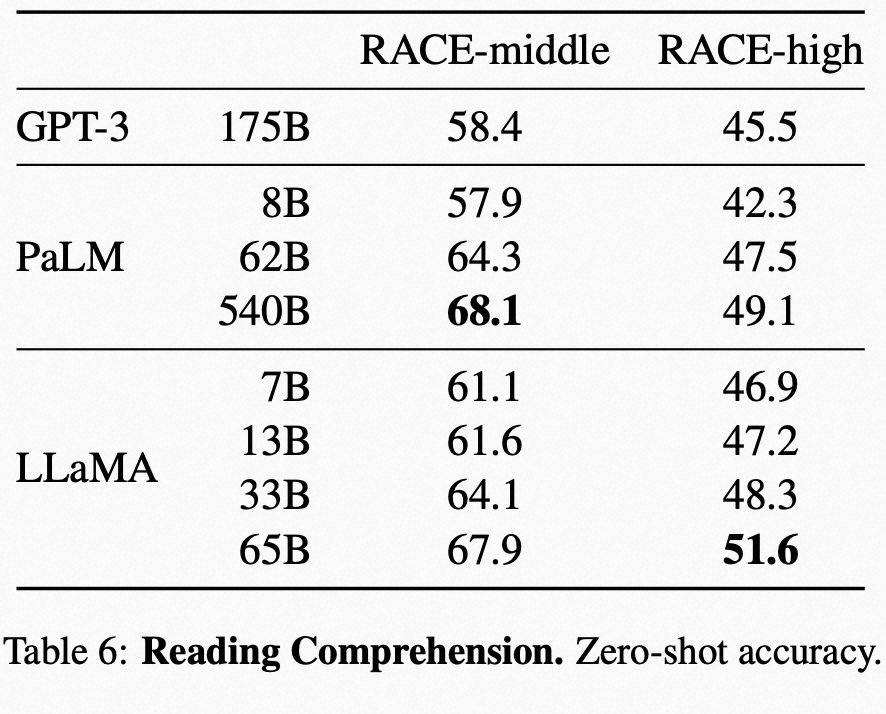 RACE-middle RACE-high
GPT-3 175B 58.4 45.5
8B 57.9 42.3
PaLM 62B 64.3 47.5
540B 68.1 49.1
7B 61.1 46.9
13B 61.6 47.2
LLaMA
33B 64.1 48.3
65B 67.9 51.6
Table 6: Reading Comprehension. Zero-shot accuracy.